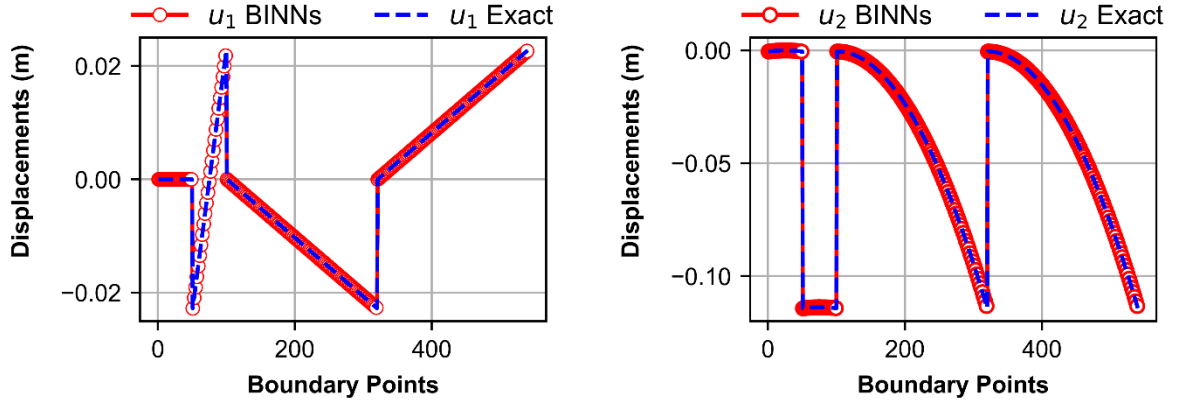 u₁ BINNs u₁ Exact
0.02
0.00
−0.02
Displacements (m)
0 200 400
Boundary Points
u₂ BINNs u₂ Exact
0.00
−0.05
−0.10
Displacements (m)
0 200 400
Boundary Points